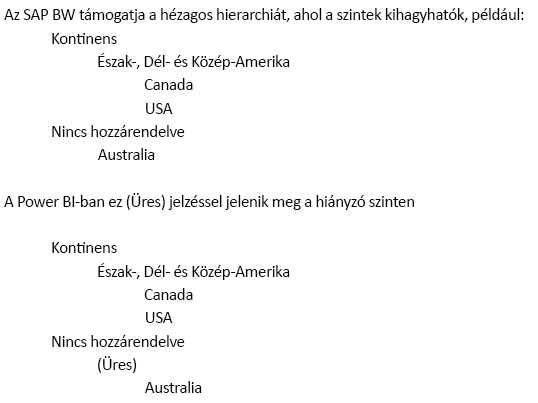 Az SAP BW támogatja a hézagos hierarchiát, ahol a szintek kihagyhatók, például:
Kontinens
Észak-, Dél- és Közép-Amerika
Canada
USA
Nincs hozzárendelve
Australia
A Power BI-ban ez (Üres) jelzéssel jelenik meg a hiányzó szinten
Kontinens
Észak-, Dél- és Közép-Amerika
Canada
USA
Nincs hozzárendelve
(Üres)
Australia